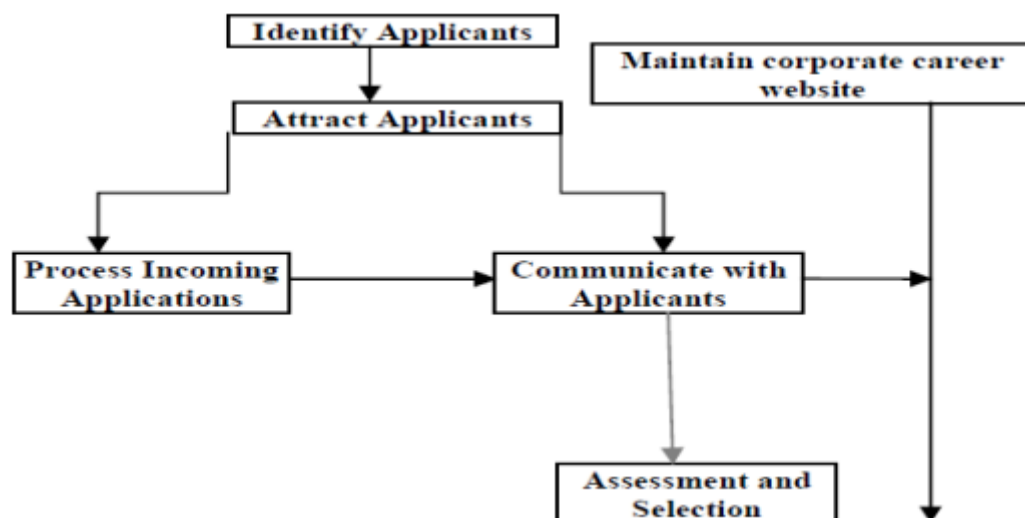 Identify Applicants
Maintain corporate career
website
Attract Applicants
Process Incoming
Applications
Communicate with
Applicants
Assessment and
Selection